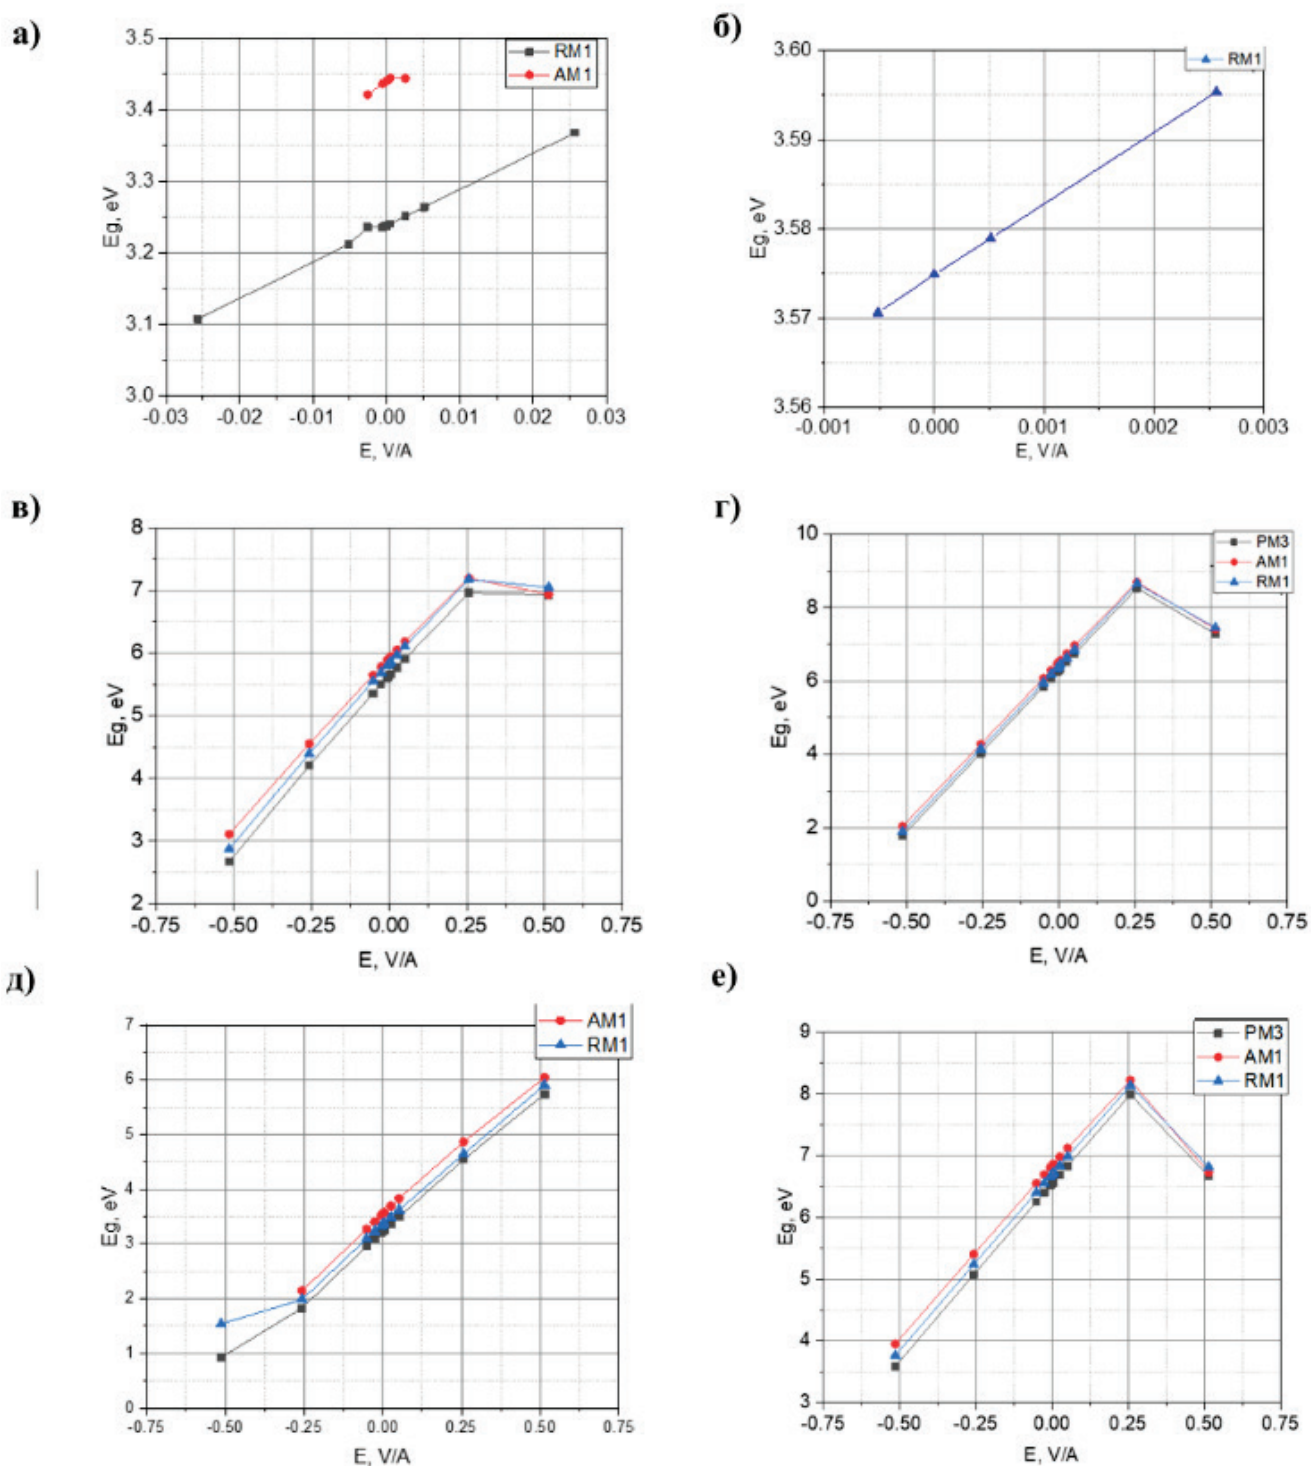 а)
3.5
3.4
3.3
3.2
3.1
3.0
Eg, eV
RM1
AM1
-0.03 -0.02 -0.01 0.00 0.01 0.02 0.03
E, V/A
б)
3.60
3.59
3.58
3.57
3.56
Eg, eV
RM1
-0.001 0.000 0.001 0.002 0.003
E, V/A
в)
8
7
6
5
4
3
2
Eg, eV
-0.75 -0.50 -0.25 0.00 0.25 0.50 0.75
E, V/A
г)
10
8
6
4
2
0
Eg, eV
PM3
AM1
RM1
-0.75 -0.50 -0.25 0.00 0.25 0.50 0.75
E, V/A
д)
7
6
5
4
3
2
1
0
Eg, eV
AM1
RM1
-0.75 -0.50 -0.25 0.00 0.25 0.50 0.75
E, V/A
е)
9
8
7
6
5
4
3
Eg, eV
PM3
AM1
RM1
-0.75 -0.50 -0.25 0.00 0.25 0.50 0.75
E, V/A